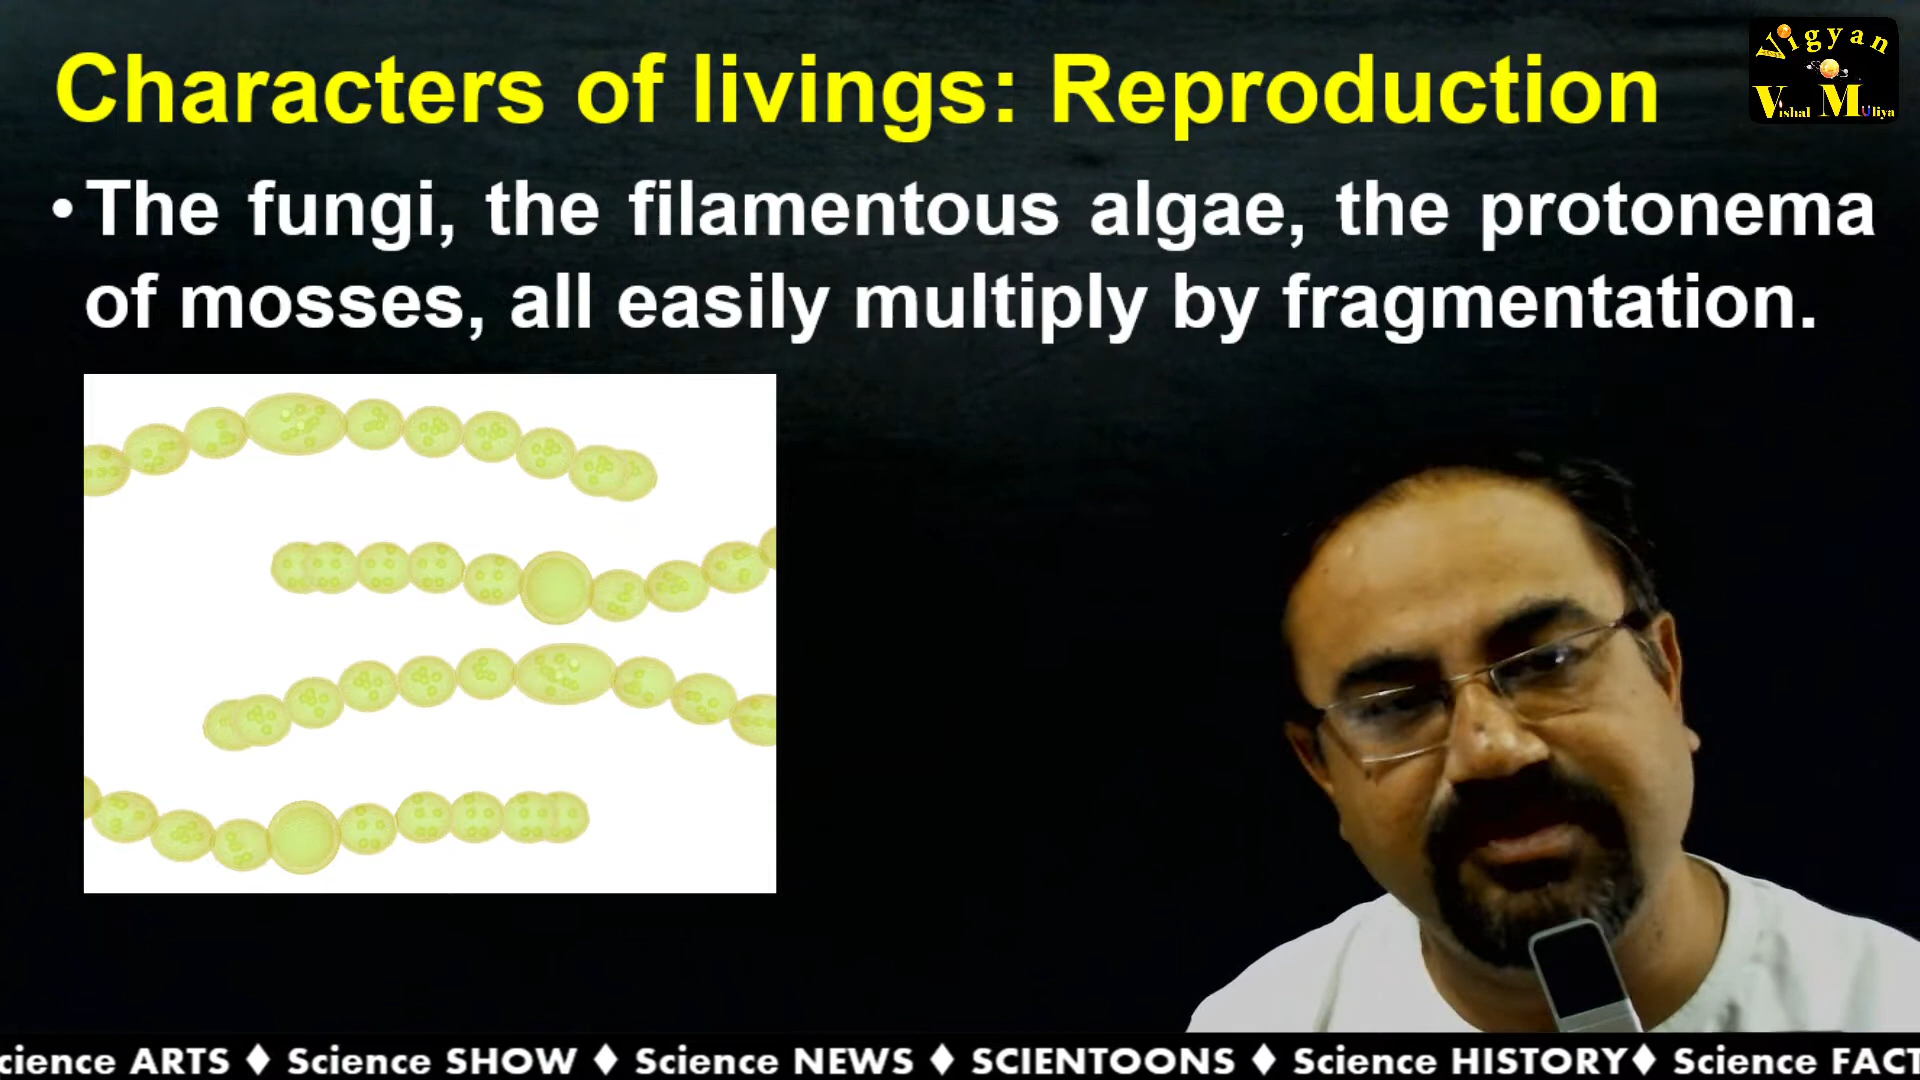 Characters of livings: Reproduction
Vigyan
Vishal Muliya
• The fungi, the filamentous algae, the protonema
of mosses, all easily multiply by fragmentation.
cience ARTS ♦ Science SHOW ♦ Science NEWS ♦ SCIENTOONS ♦ Science HISTORY♦ Science FACT